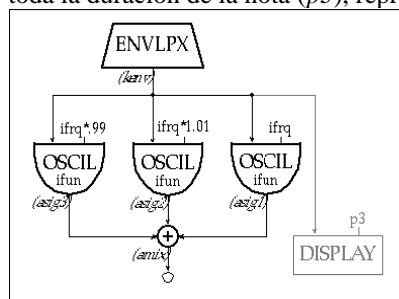 toda la duración de la nota (p3), repr
ENVLPX
(kenv)
ifrq*.99 ifrq*1.01 ifrq
OSCIL OSCIL OSCIL
ifun ifun ifun
(asig3) (asig2) (asig1)
p3
+ DISPLAY
(amix)